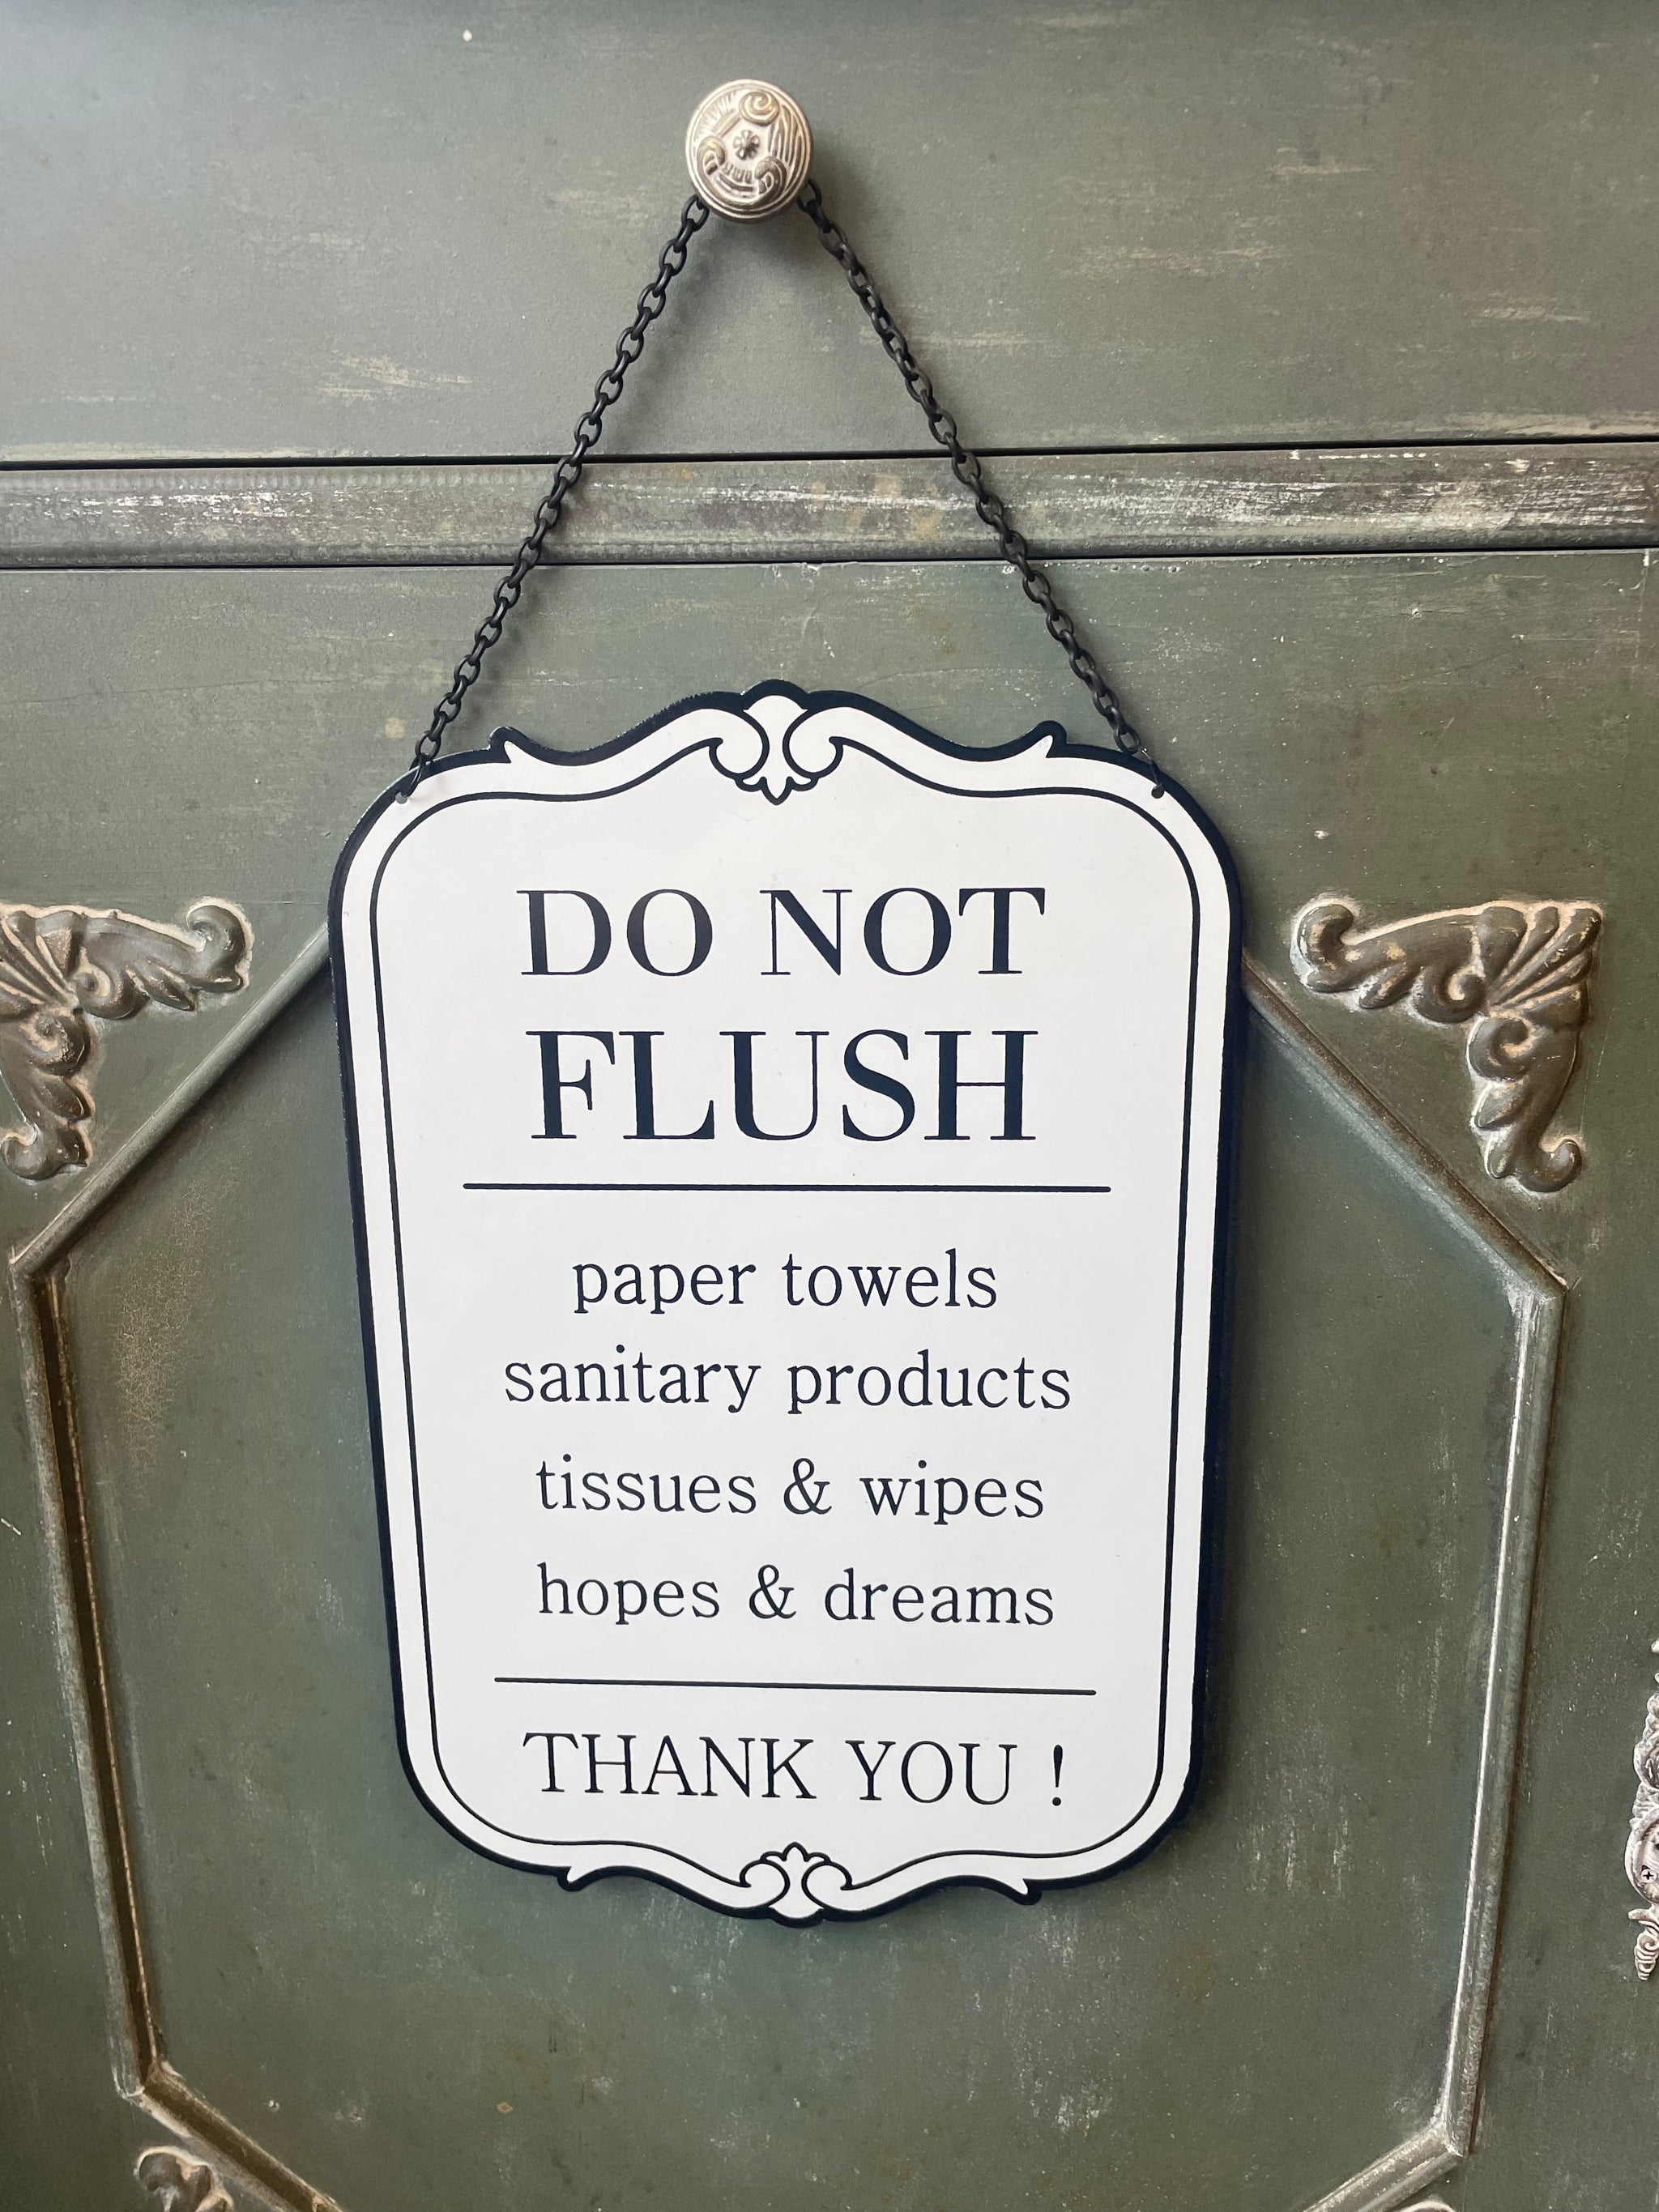 DO NOT
FLUSH
paper towels
sanitary products
tissues & wipes
hopes & dreams
THANK YOU !